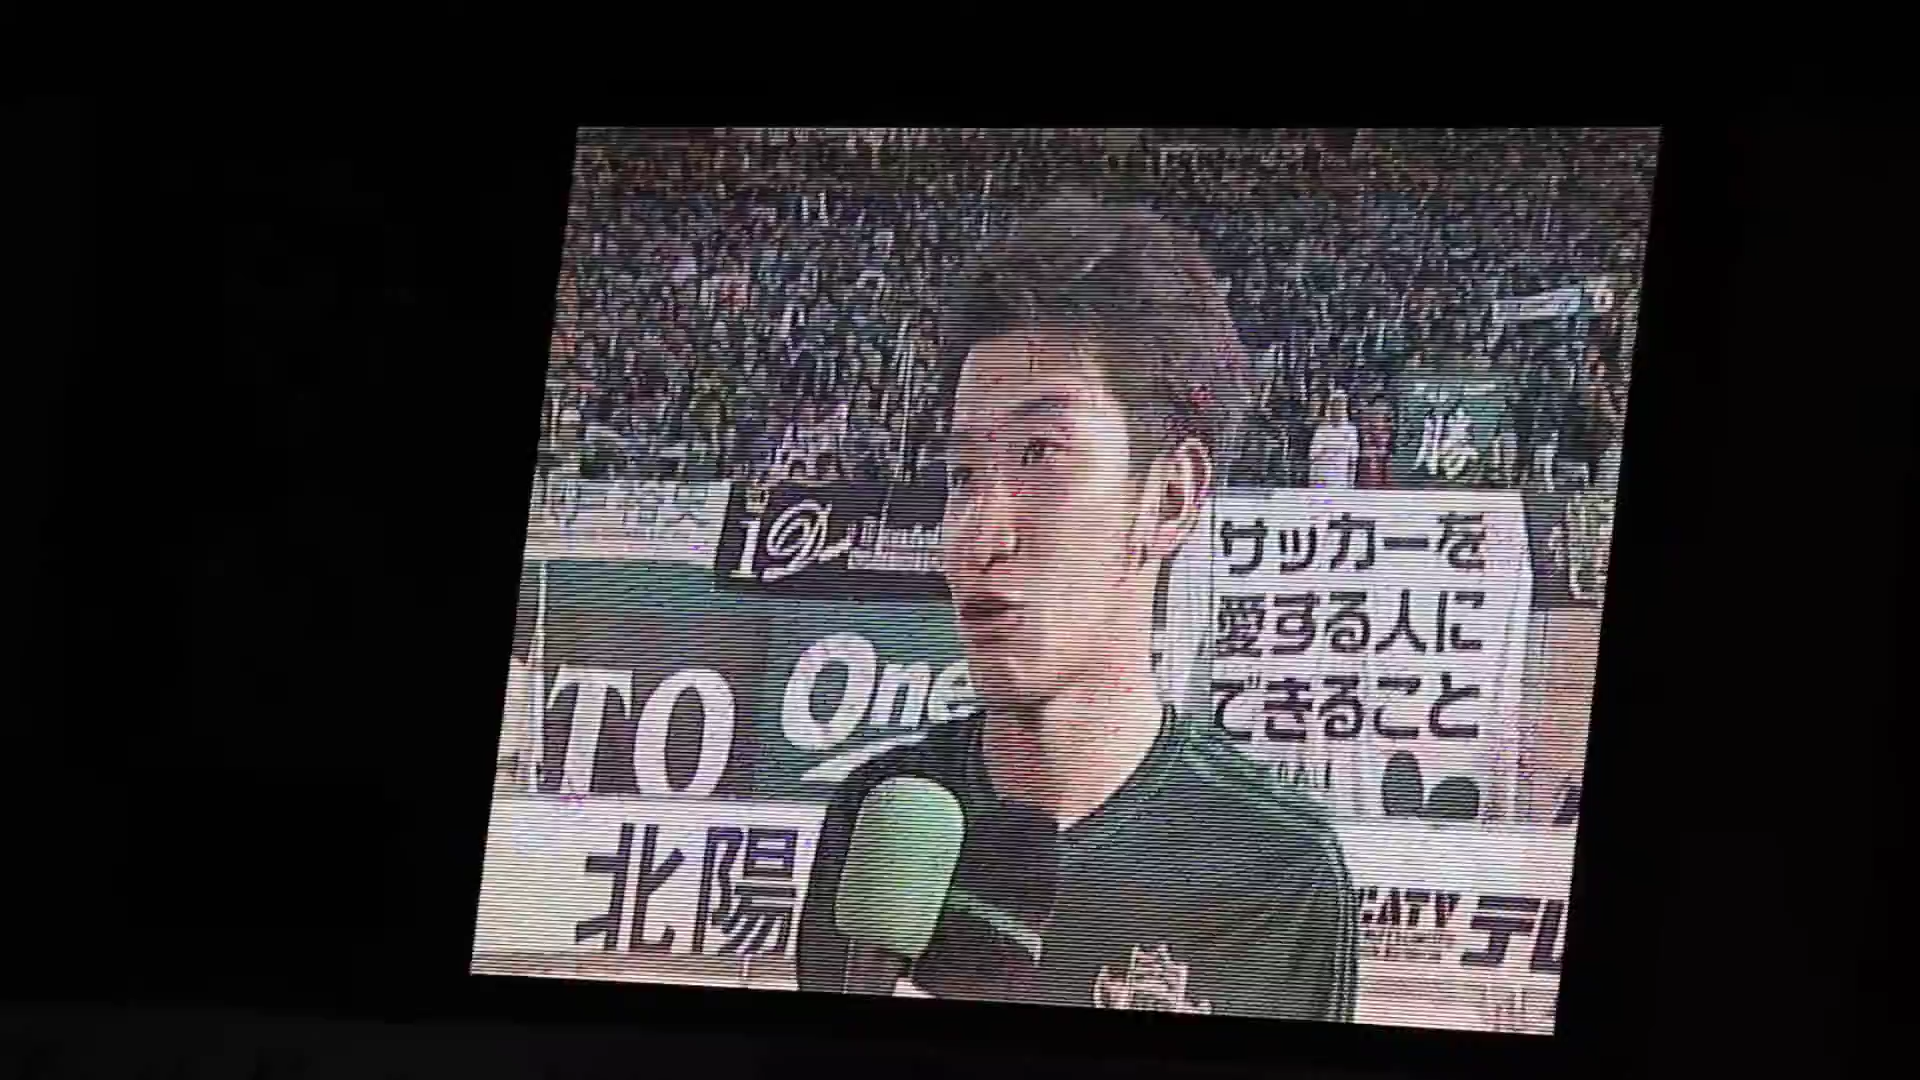 勝
サッカーを
愛する人に
できること
TO
One
北陽
テレ